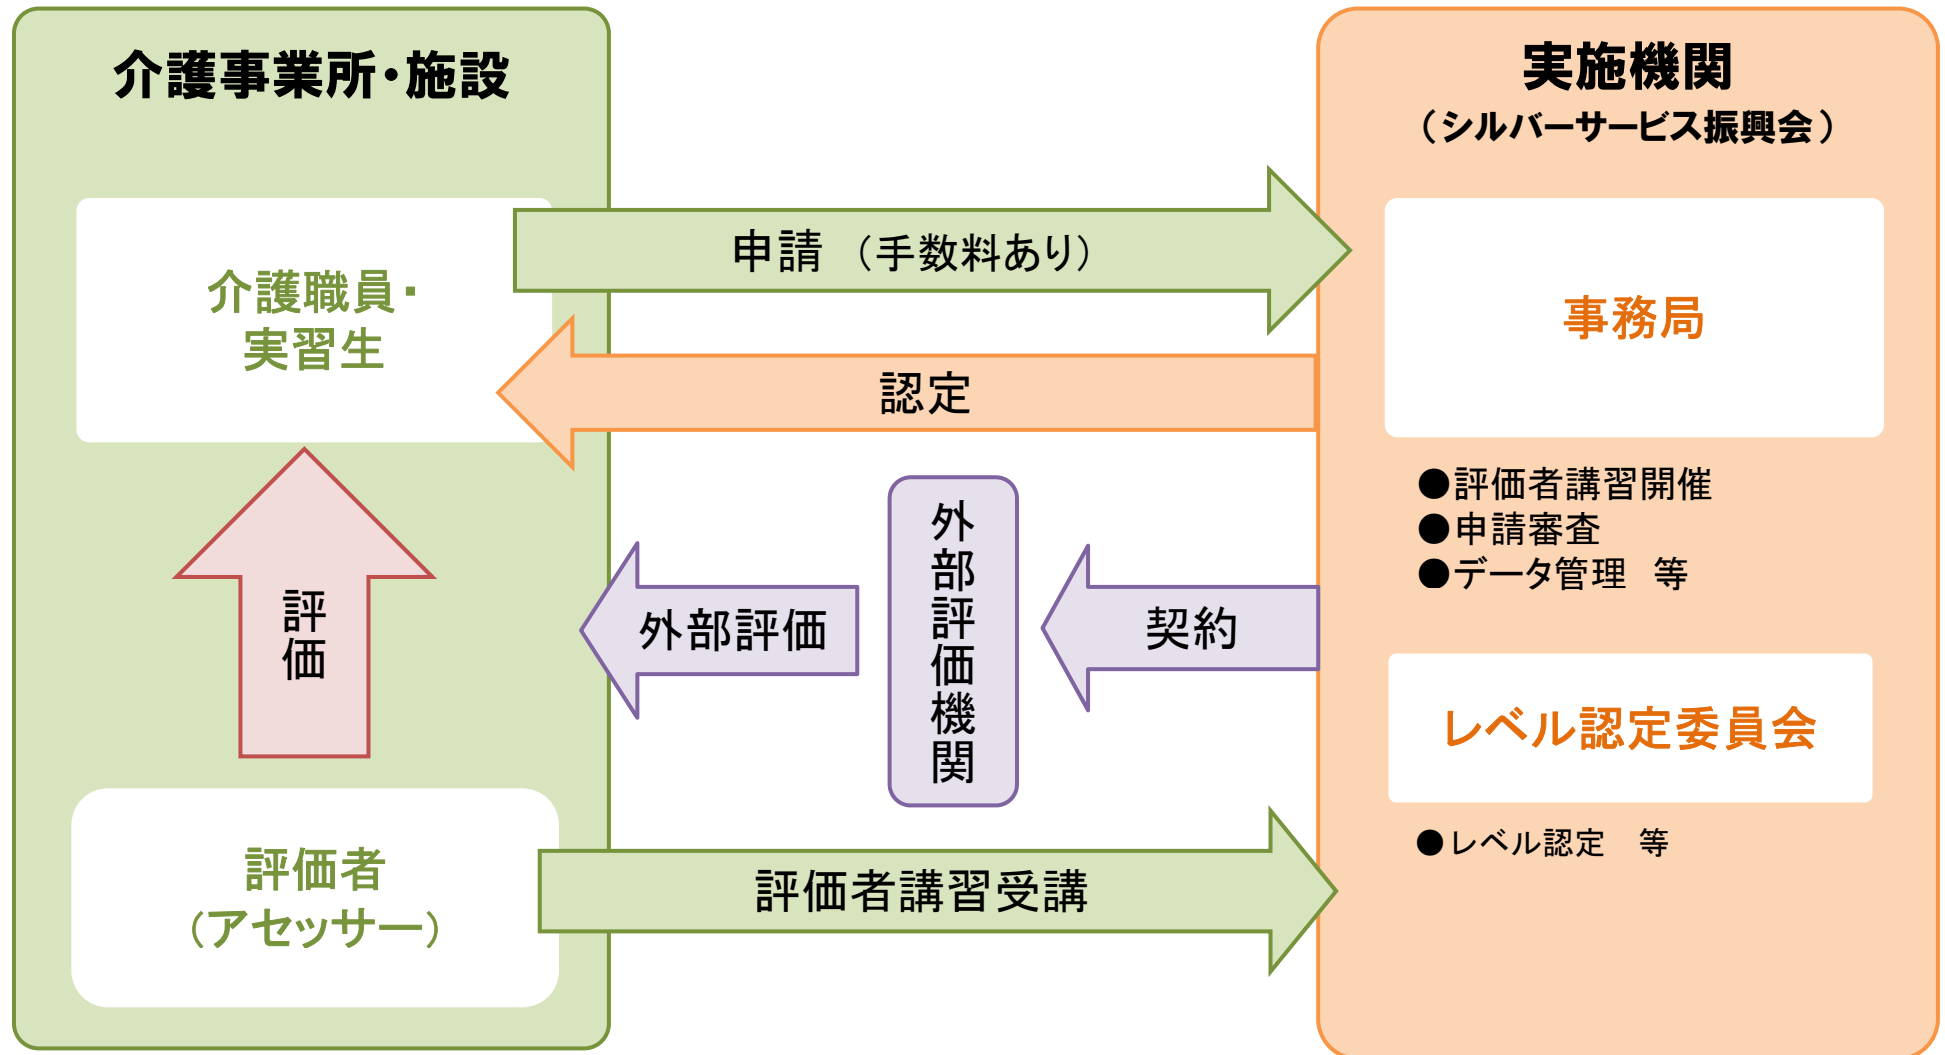 介護事業所・施設
介護職員・
実習生
評価
評価者
（アセッサー）
申請　（手数料あり）
認定
外部評価
外部評価機関
契約
評価者講習受講
実施機関
（シルバーサービス振興会）
事務局
●評価者講習開催
●申請審査
●データ管理　等
レベル認定委員会
●レベル認定　等